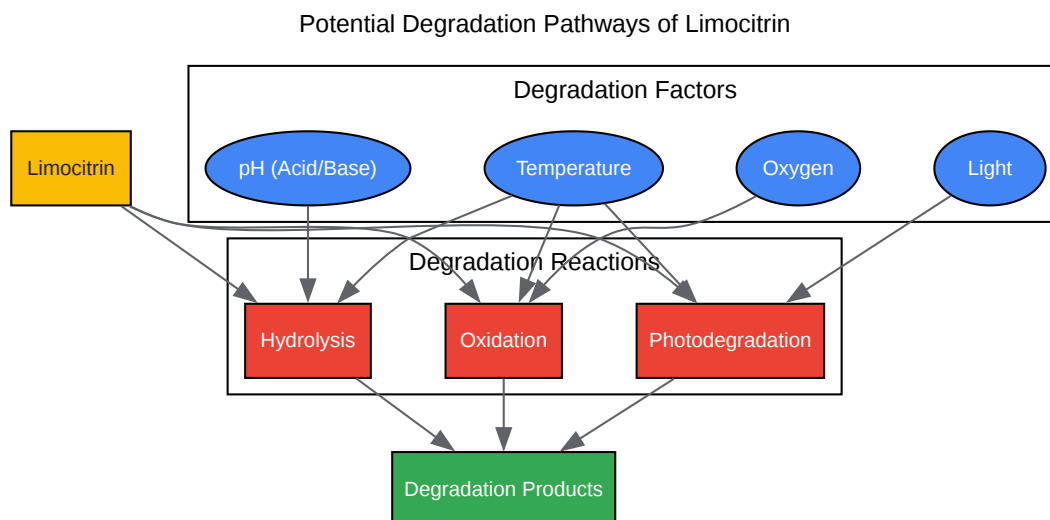 Potential Degradation Pathways of Limocitrin
Degradation Factors
Limocitrin
pH (Acid/Base)
Temperature
Oxygen
Light
Degradation Reactions
Hydrolysis
Oxidation
Photodegradation
Degradation Products